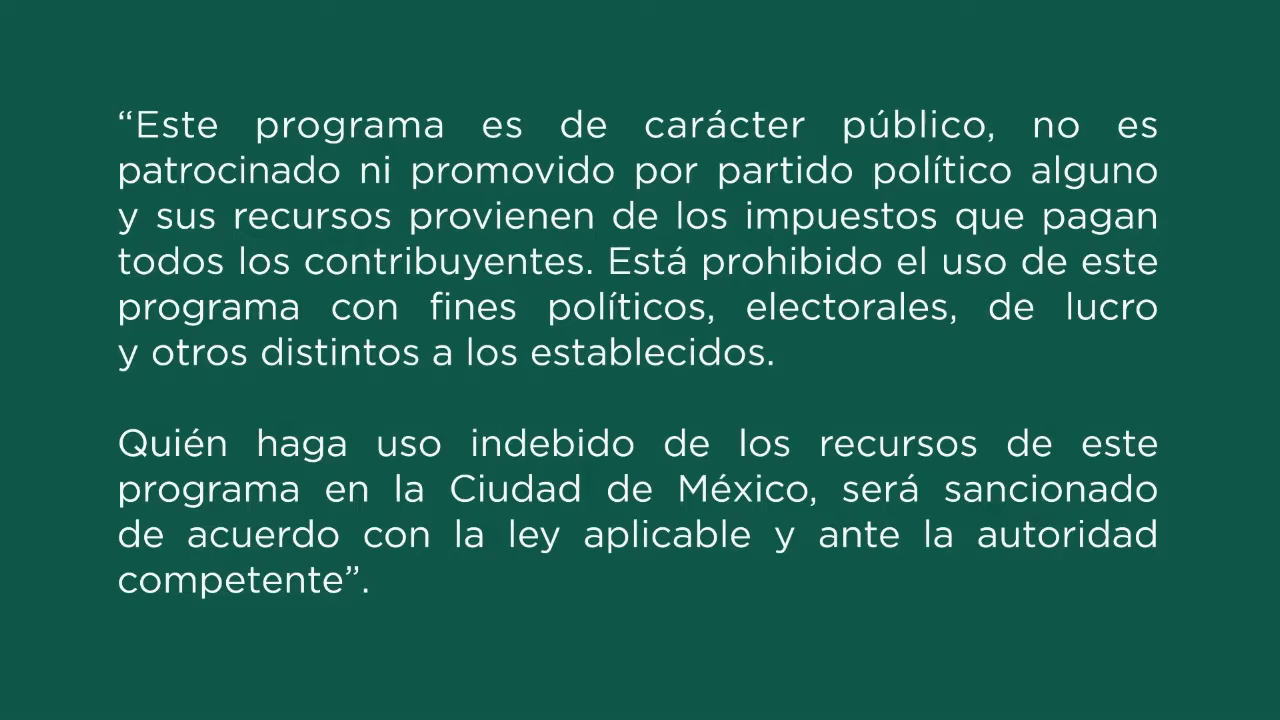 “Este programa es de carácter público, no es
patrocinado ni promovido por partido político alguno
y sus recursos provienen de los impuestos que pagan
todos los contribuyentes. Está prohibido el uso de este
programa con fines políticos, electorales, de lucro
y otros distintos a los establecidos.
Quién haga uso indebido de los recursos de este
programa en la Ciudad de México, será sancionado
de acuerdo con la ley aplicable y ante la autoridad
competente”.